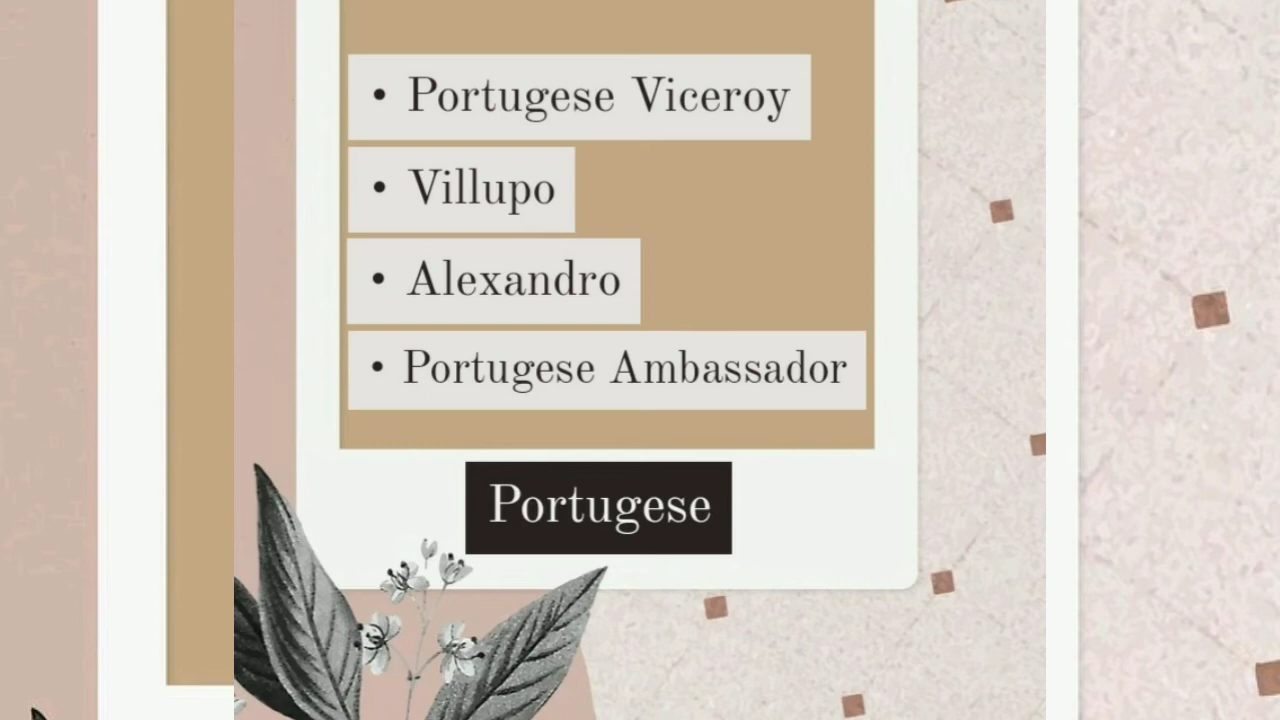 • Portugese Viceroy
• Villupo
• Alexandro
• Portugese Ambassador
Portugese